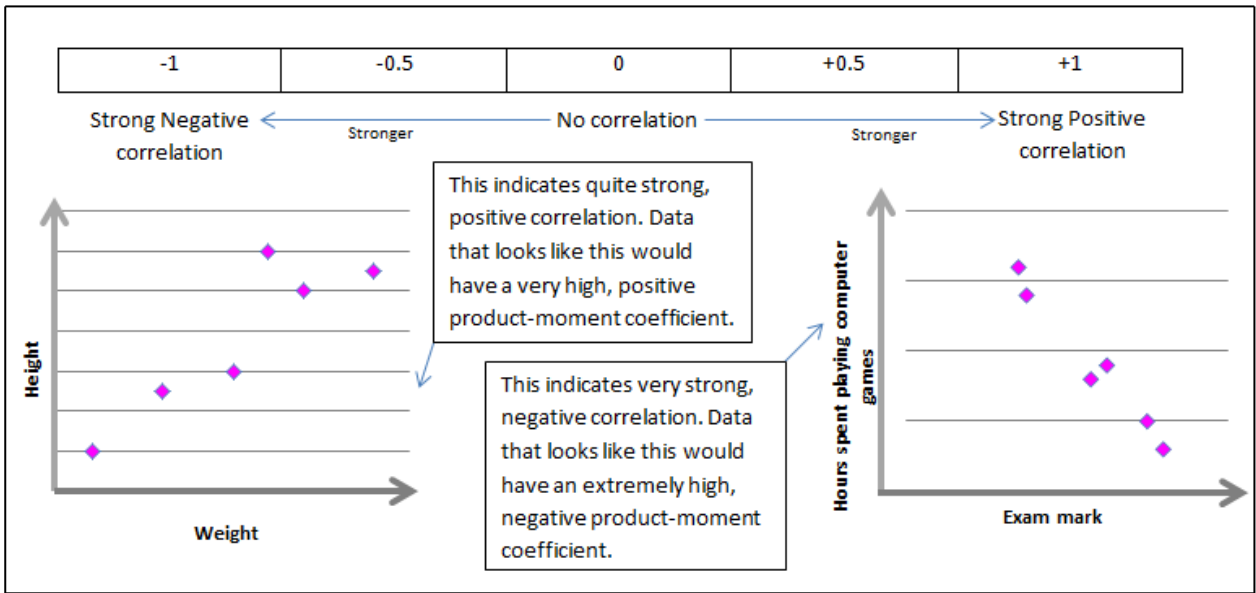 -1 -0.5 0 +0.5 +1
Strong Negative
correlation
Stronger
No correlation
Stronger
Strong Positive
correlation
This indicates quite strong,
positive correlation. Data
that looks like this would
have a very high, positive
product-moment coefficient.
Height
Weight
This indicates very strong,
negative correlation. Data
that looks like this would
have an extremely high,
negative product-moment
coefficient.
Hours spent playing computer
games
Exam mark